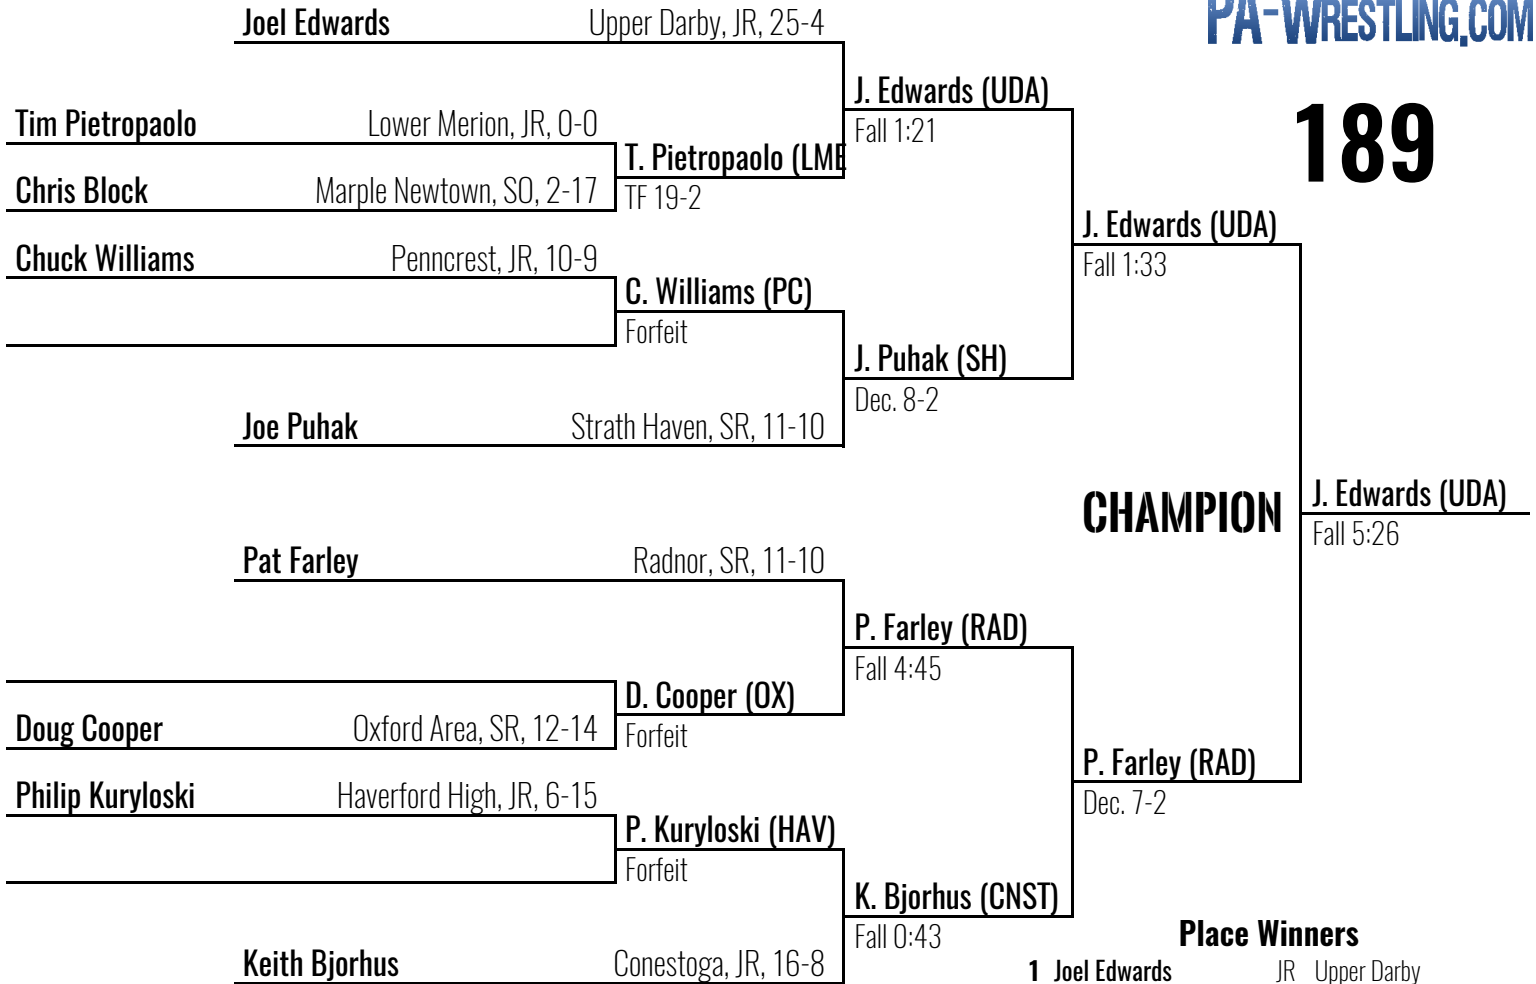 PA-WRESTLING.COM
189
Joel Edwards Upper Darby, JR, 25-4
J. Edwards (UDA)
Fall 1:21
Tim Pietropaolo Lower Merion, JR, 0-0
T. Pietropaolo (LME
TF 19-2
Chris Block Marple Newtown, SO, 2-17
J. Edwards (UDA)
Fall 1:33
Chuck Williams Penncrest, JR, 10-9
C. Williams (PC)
Forfeit
J. Puhak (SH)
Dec. 8-2
Joe Puhak Strath Haven, SR, 11-10
CHAMPION
J. Edwards (UDA)
Fall 5:26
Pat Farley Radnor, SR, 11-10
P. Farley (RAD)
Fall 4:45
D. Cooper (OX)
Forfeit
Doug Cooper Oxford Area, SR, 12-14
P. Farley (RAD)
Dec. 7-2
Philip Kuryloski Haverford High, JR, 6-15
P. Kuryloski (HAV)
Forfeit
K. Bjorhus (CNST)
Fall 0:43
Keith Bjorhus Conestoga, JR, 16-8
Place Winners
1 Joel Edwards JR Upper Darby